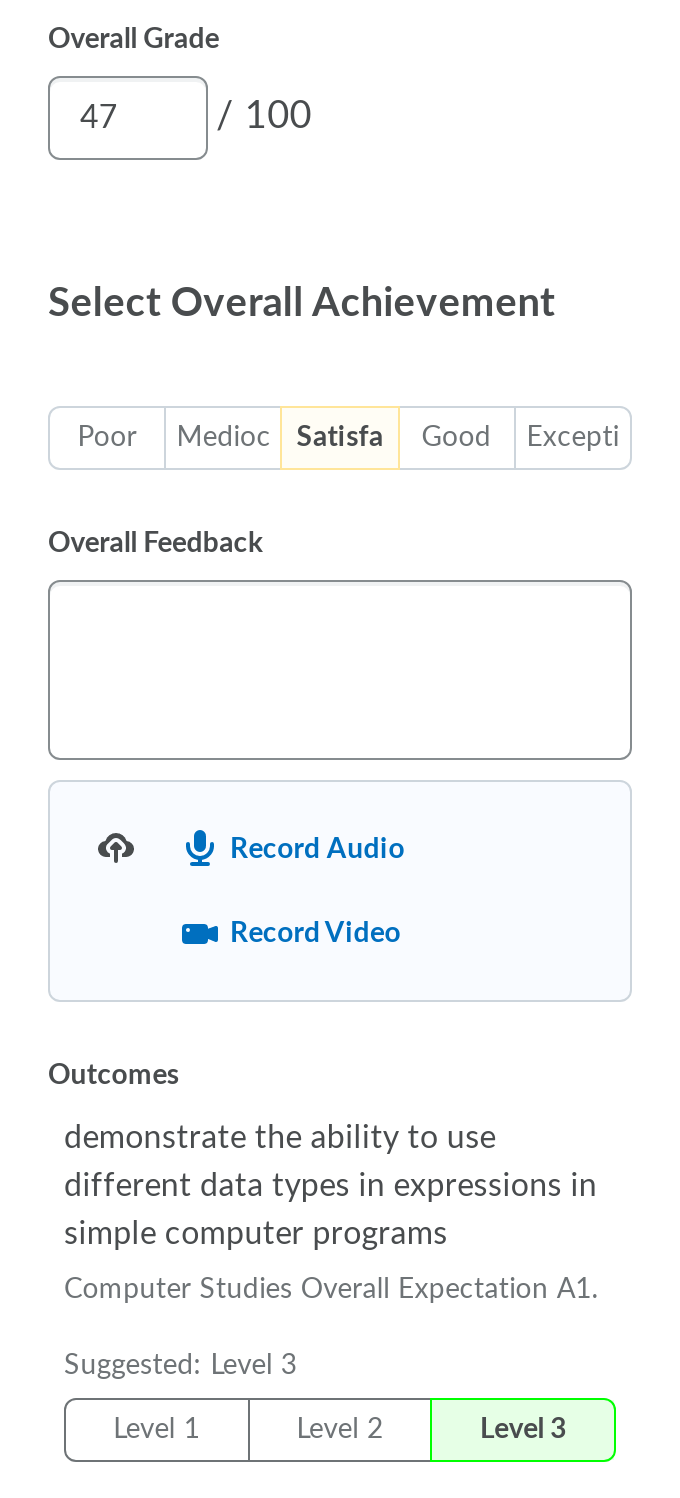 Overall Grade
47 / 100
Select Overall Achievement
Poor Medioc Satisfa Good Excepti
Overall Feedback
Record Audio
Record Video
Outcomes
demonstrate the ability to use
different data types in expressions in
simple computer programs
Computer Studies Overall Expectation A1.
Suggested: Level 3
Level 1 Level 2 Level 3